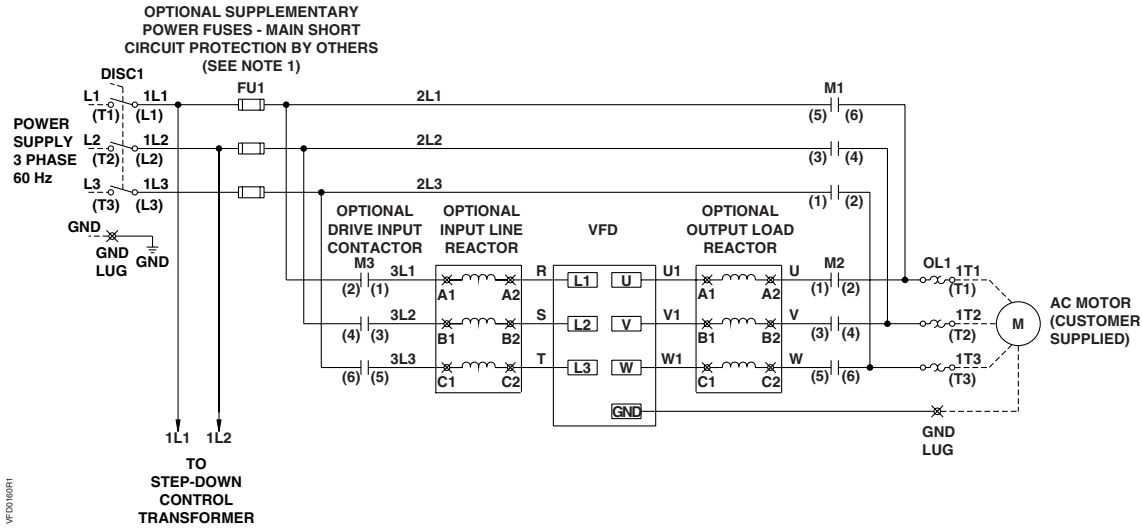 OPTIONAL SUPPLEMENTARY
POWER FUSES - MAIN SHORT
CIRCUIT PROTECTION BY OTHERS
(SEE NOTE 1)
DISC1
FU1
M1
L1 1L1
2L1
(T1) (L1)
(5) (6)
POWER
SUPPLY
3 PHASE
60 Hz
L2 1L2
2L2
(T2) (L2)
(3) (4)
L3 1L3
2L3
(T3) (L3)
(1) (2)
GND
GND
LUG
GND
OPTIONAL
DRIVE INPUT
CONTACTOR
OPTIONAL
INPUT LINE
REACTOR
VFD
OPTIONAL
OUTPUT LOAD
REACTOR
M3 3L1 R L1 U U1 U M2 OL1 1T1
(2) (1) A1 A2 A1 A2 (1) (2) (T1)
3L2 S L2 V V1 V 1T2
(4) (3) B1 B2 B1 B2 (3) (4) (T2)
M
AC MOTOR
(CUSTOMER
SUPPLIED)
3L3 T L3 W W1 W 1T3
(6) (5) C1 C2 C1 C2 (5) (6) (T3)
GND
GND
LUG
1L1 1L2
TO
STEP-DOWN
CONTROL
TRANSFORMER
VFD0160R1